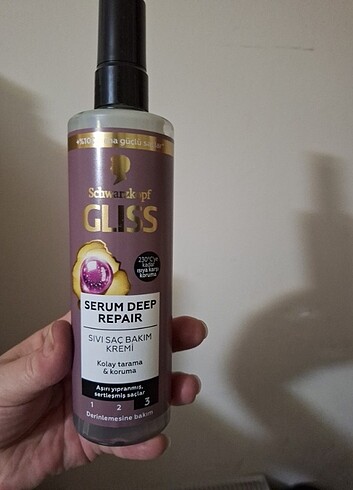 güçlü saçlar*
Schwarzkopf
GLISS
230°C'ye
kadar
ısıya karşı
koruma
SERUM DEEP
REPAIR
SIVI SAÇ BAKIM
KREMİ
Kolay tarama
& koruma
Aşırı yıpranmış,
sertleşmiş saçlar
1 2 3
Derinlemesine bakım